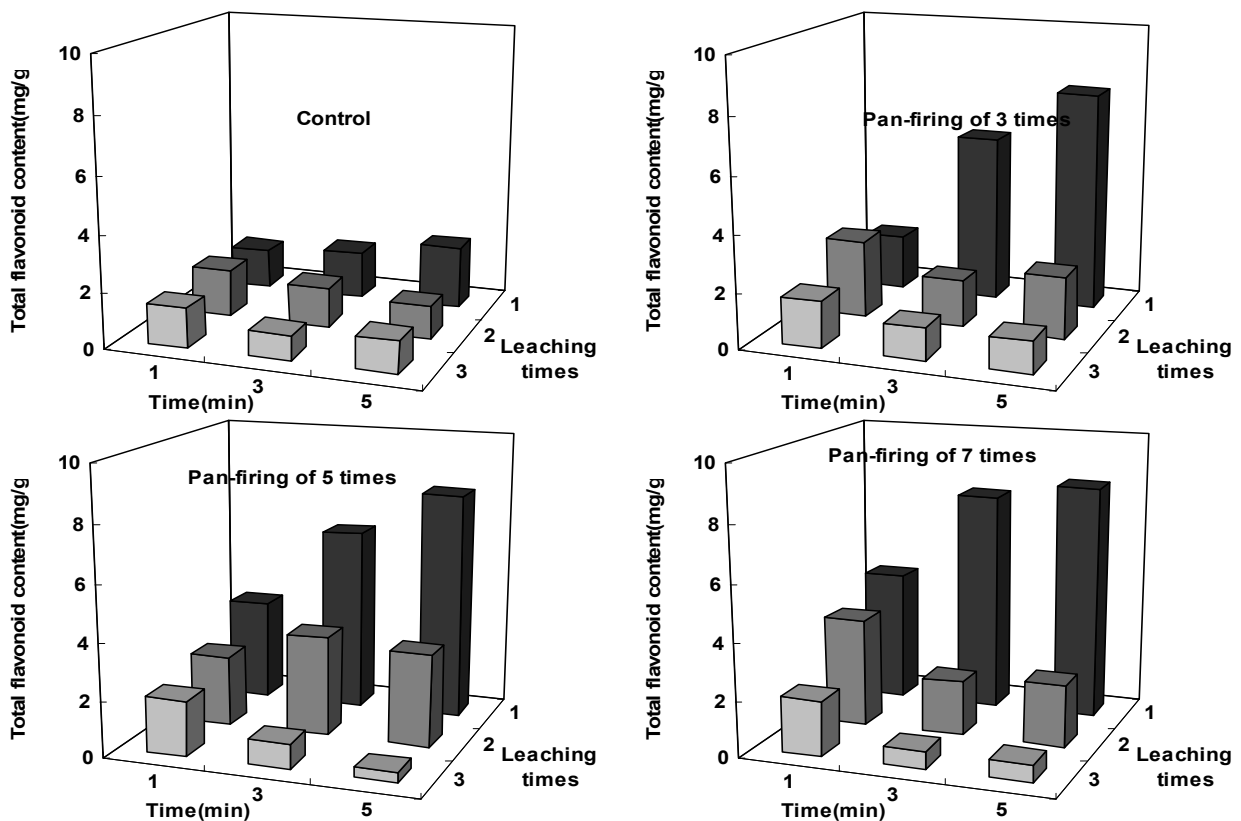 Total flavonoid content(mg/g)
10
8
6
4
2
0
Control
1
3
5
Time(min)
1
2
3
Leaching
times
Total flavonoid content(mg/g)
10
8
6
4
2
0
Pan-firing of 3 times
1
3
5
Time(min)
1
2
3
Leaching
times
Total flavonoid content(mg/g)
10
8
6
4
2
0
Pan-firing of 5 times
1
3
5
Time(min)
1
2
3
Leaching
times
Total flavonoid content(mg/g)
10
8
6
4
2
0
Pan-firing of 7 times
1
3
5
Time(min)
1
2
3
Leaching
times